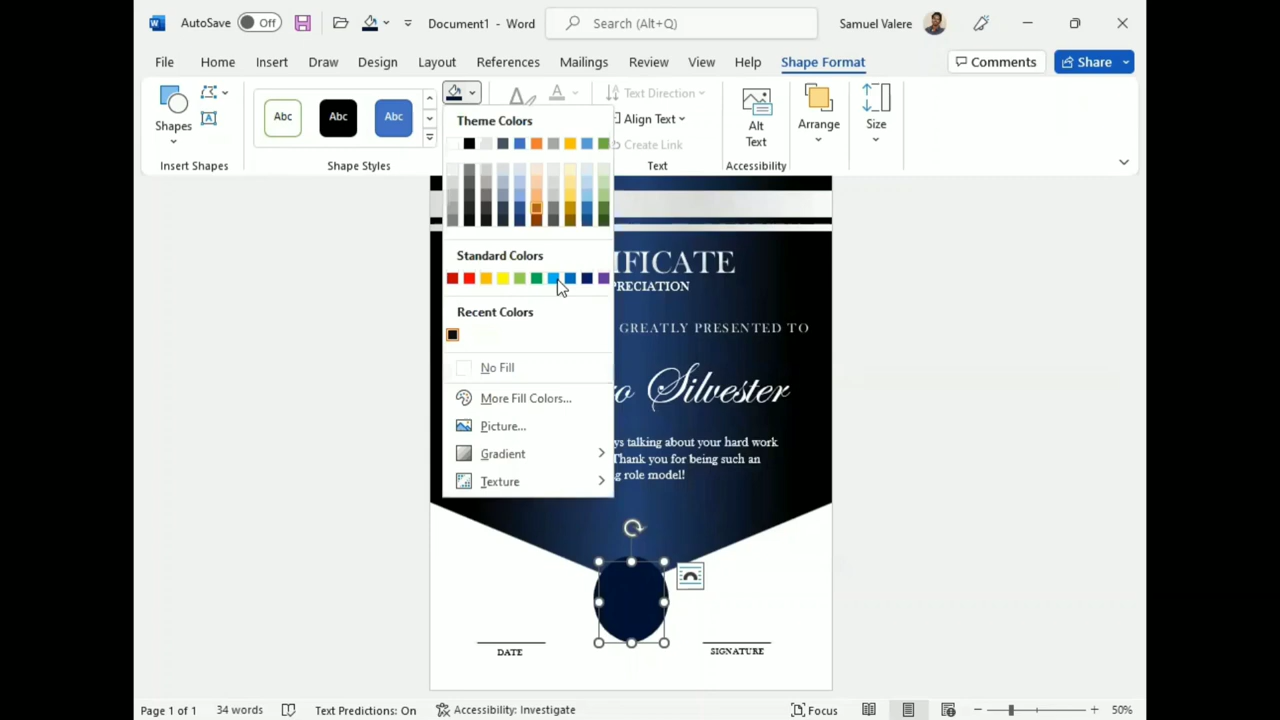 AutoSave Off Document1 - Word Search (Alt+Q) Samuel Valere
File Home Insert Draw Design Layout References Mailings Review View Help Shape Format Comments Share
Shapes
Insert Shapes
Abc Abc Abc
Shape Styles
Theme Colors
Standard Colors
Recent Colors
No Fill
More Fill Colors...
Picture...
Gradient
Texture
Text Direction
Align Text
Create Link
Text
Alt
Text
Accessibility
Arrange
Size
IFICATE
PRECIATION
GREATLY PRESENTED TO
o Silvester
ys talking about your hard work
Thank you for being such an
g role model!
DATE
SIGNATURE
Page 1 of 1 34 words Text Predictions: On Accessibility: Investigate Focus 50%